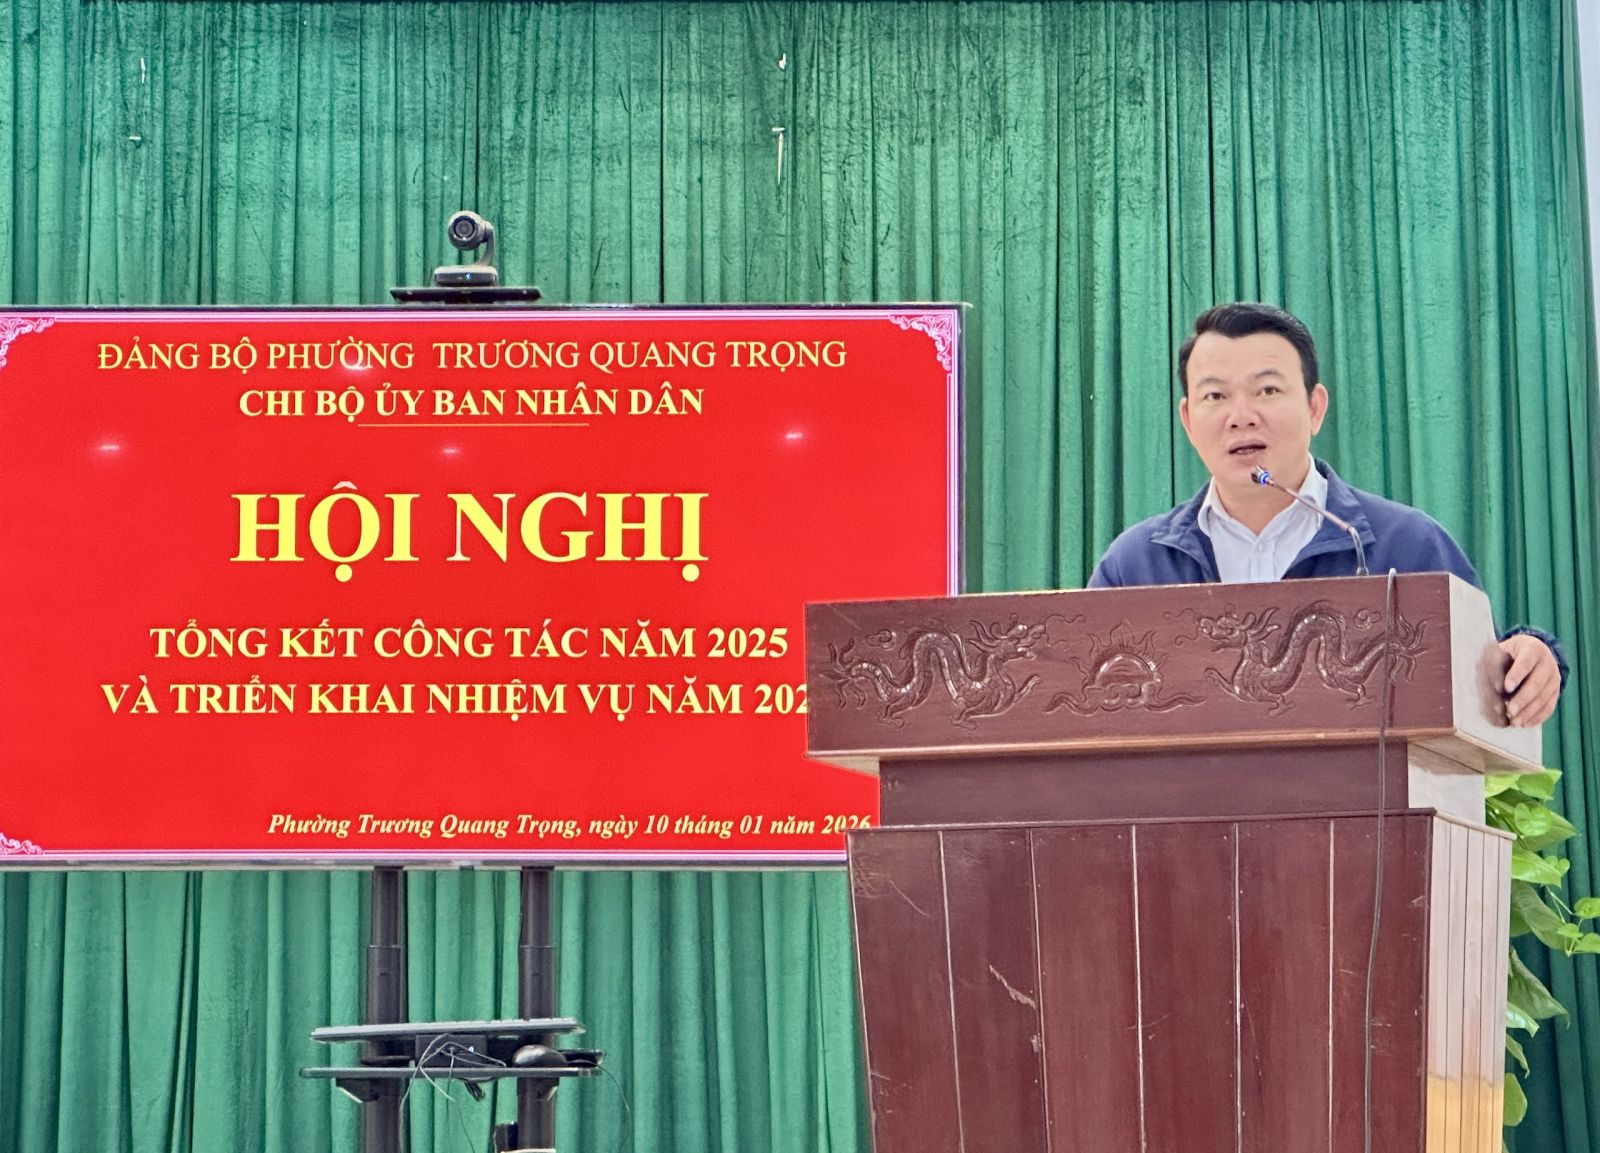 ĐẢNG BỘ PHƯỜNG TRƯƠNG QUANG TRỌNG
CHI BỘ ỦY BAN NHÂN DÂN
HỘI NGHỊ
TỔNG KẾT CÔNG TÁC NĂM 2025
VÀ TRIỂN KHAI NHIỆM VỤ NĂM
Phường Trương Quang Trọng, ngày 10 tháng 01 năm 2026